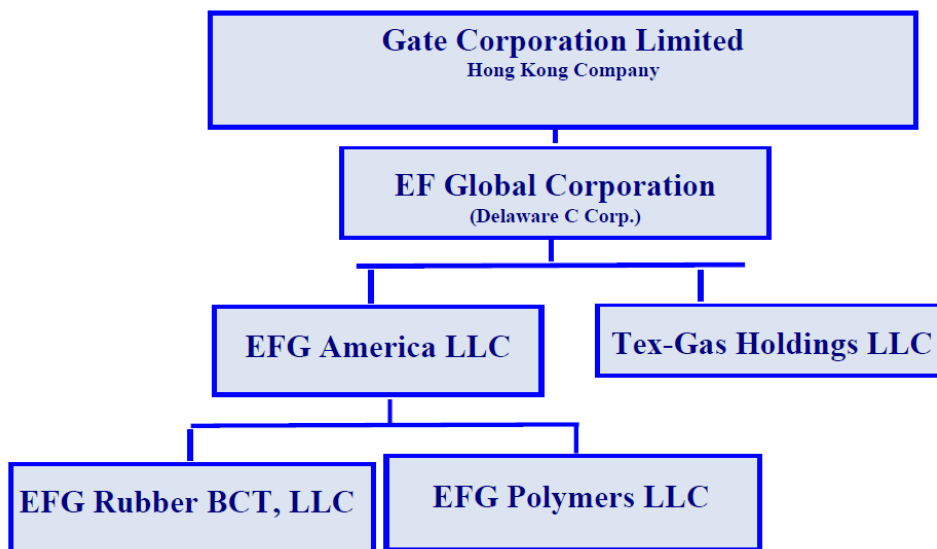 Gate Corporation Limited
Hong Kong Company
EF Global Corporation
(Delaware C Corp.)
EFG America LLC
Tex-Gas Holdings LLC
EFG Rubber BCT, LLC
EFG Polymers LLC